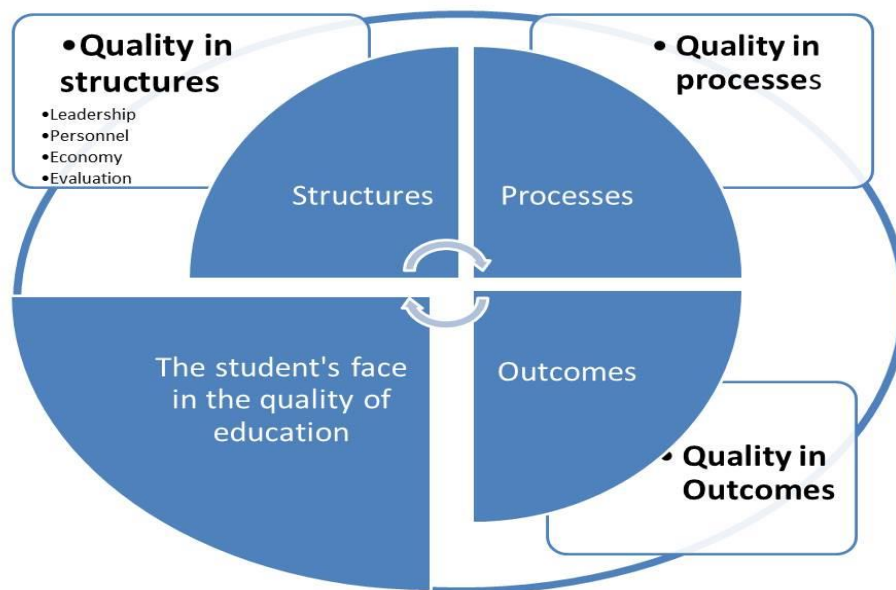 •Quality in
structures
•Leadership
•Personnel
•Economy
•Evaluation
• Quality in
processes
Structures
Processes
The student's face
in the quality of
education
Outcomes
• Quality in
Outcomes